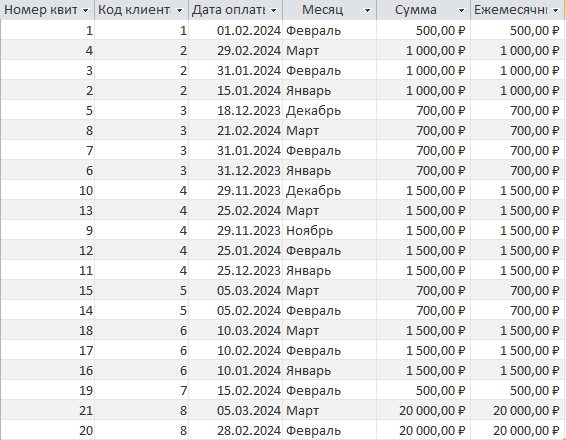 Номер квит Код клиент Дата оплаты Месяц Сумма Ежемесячны
1 1 01.02.2024 Февраль 500,00 ₽ 500,00 ₽
4 2 29.02.2024 Март 1 000,00 ₽ 1 000,00 ₽
3 2 31.01.2024 Февраль 1 000,00 ₽ 1 000,00 ₽
2 2 15.01.2024 Январь 1 000,00 ₽ 1 000,00 ₽
5 3 18.12.2023 Декабрь 700,00 ₽ 700,00 ₽
8 3 21.02.2024 Март 700,00 ₽ 700,00 ₽
7 3 31.01.2024 Февраль 700,00 ₽ 700,00 ₽
6 3 31.12.2023 Январь 700,00 ₽ 700,00 ₽
10 4 29.11.2023 Декабрь 1 500,00 ₽ 1 500,00 ₽
13 4 25.02.2024 Март 1 500,00 ₽ 1 500,00 ₽
9 4 29.11.2023 Ноябрь 1 500,00 ₽ 1 500,00 ₽
12 4 25.01.2024 Февраль 1 500,00 ₽ 1 500,00 ₽
11 4 25.12.2023 Январь 1 500,00 ₽ 1 500,00 ₽
15 5 05.03.2024 Март 700,00 ₽ 700,00 ₽
14 5 05.02.2024 Февраль 700,00 ₽ 700,00 ₽
18 6 10.03.2024 Март 1 500,00 ₽ 1 500,00 ₽
17 6 10.02.2024 Февраль 1 500,00 ₽ 1 500,00 ₽
16 6 10.01.2024 Январь 1 500,00 ₽ 1 500,00 ₽
19 7 15.02.2024 Февраль 500,00 ₽ 500,00 ₽
21 8 05.03.2024 Март 20 000,00 ₽ 20 000,00 ₽
20 8 28.02.2024 Февраль 20 000,00 ₽ 20 000,00 ₽